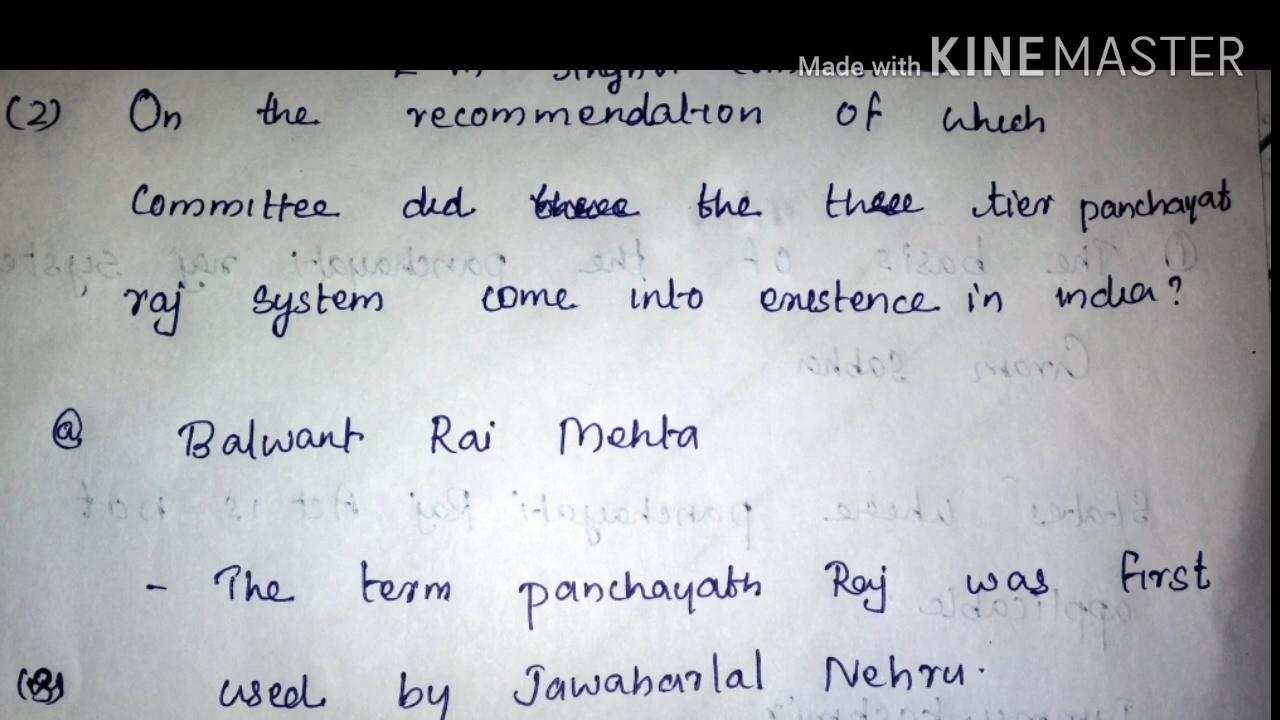 Made with KINEMASTER
(2) On the recommendation of which
Committee did the three tier panchayat
raj system come into existence in india?
@ Balwant Rai Mehta
- The term panchayath Raj was first
used by Jawaharlal Nehru.